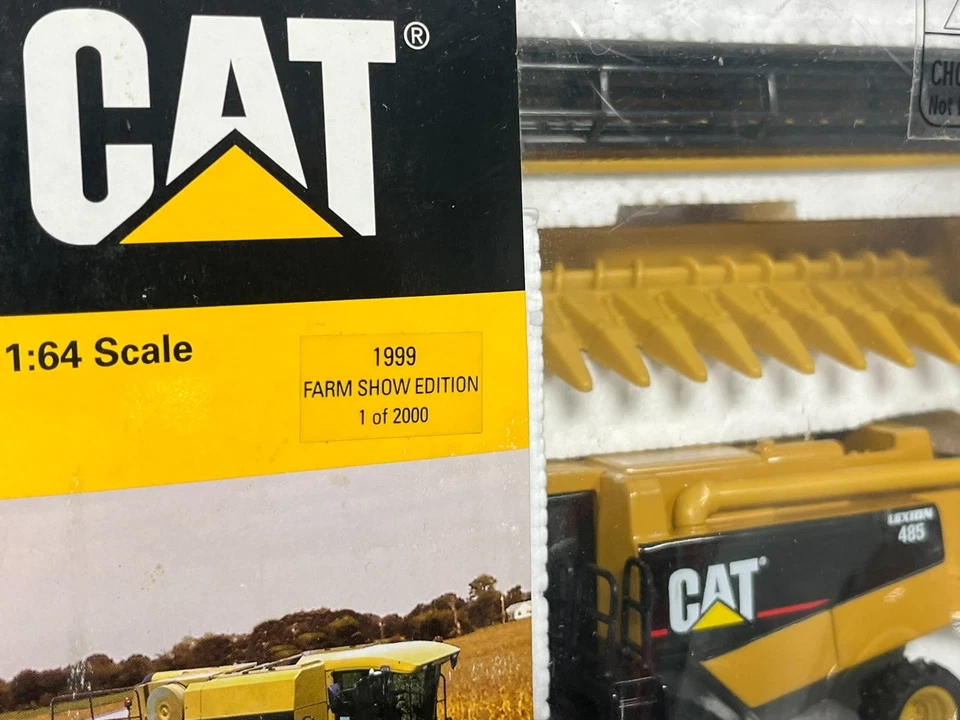 CAT®
1:64 Scale
1999
FARM SHOW EDITION
1 of 2000
LEXION
485
CAT